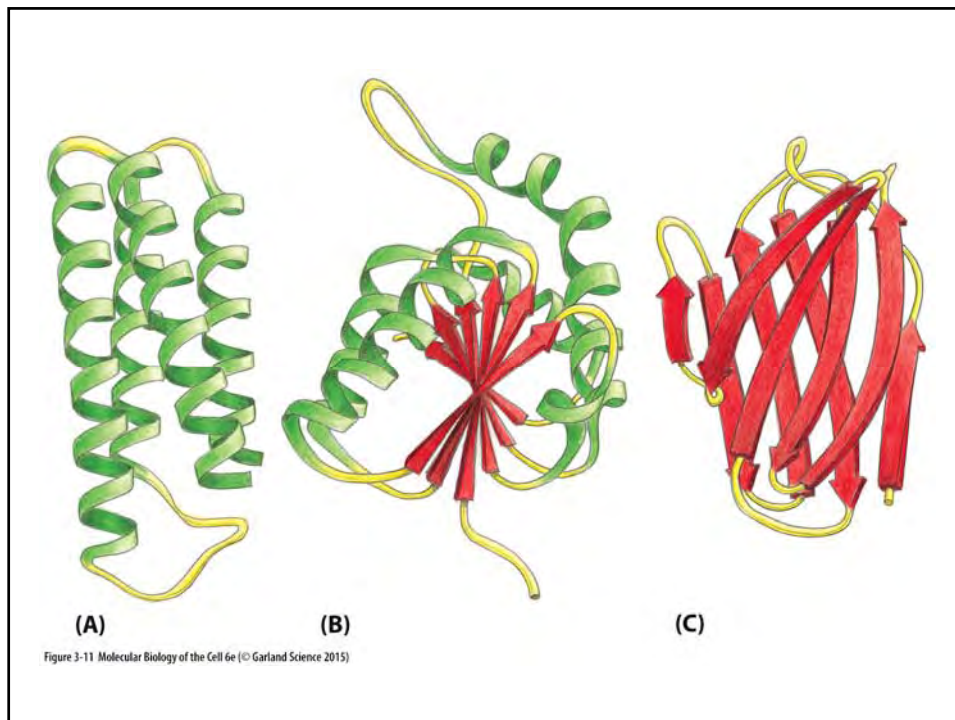 (A)
(B)
(C)
Figure 3-11 Molecular Biology of the Cell 6e (© Garland Science 2015)